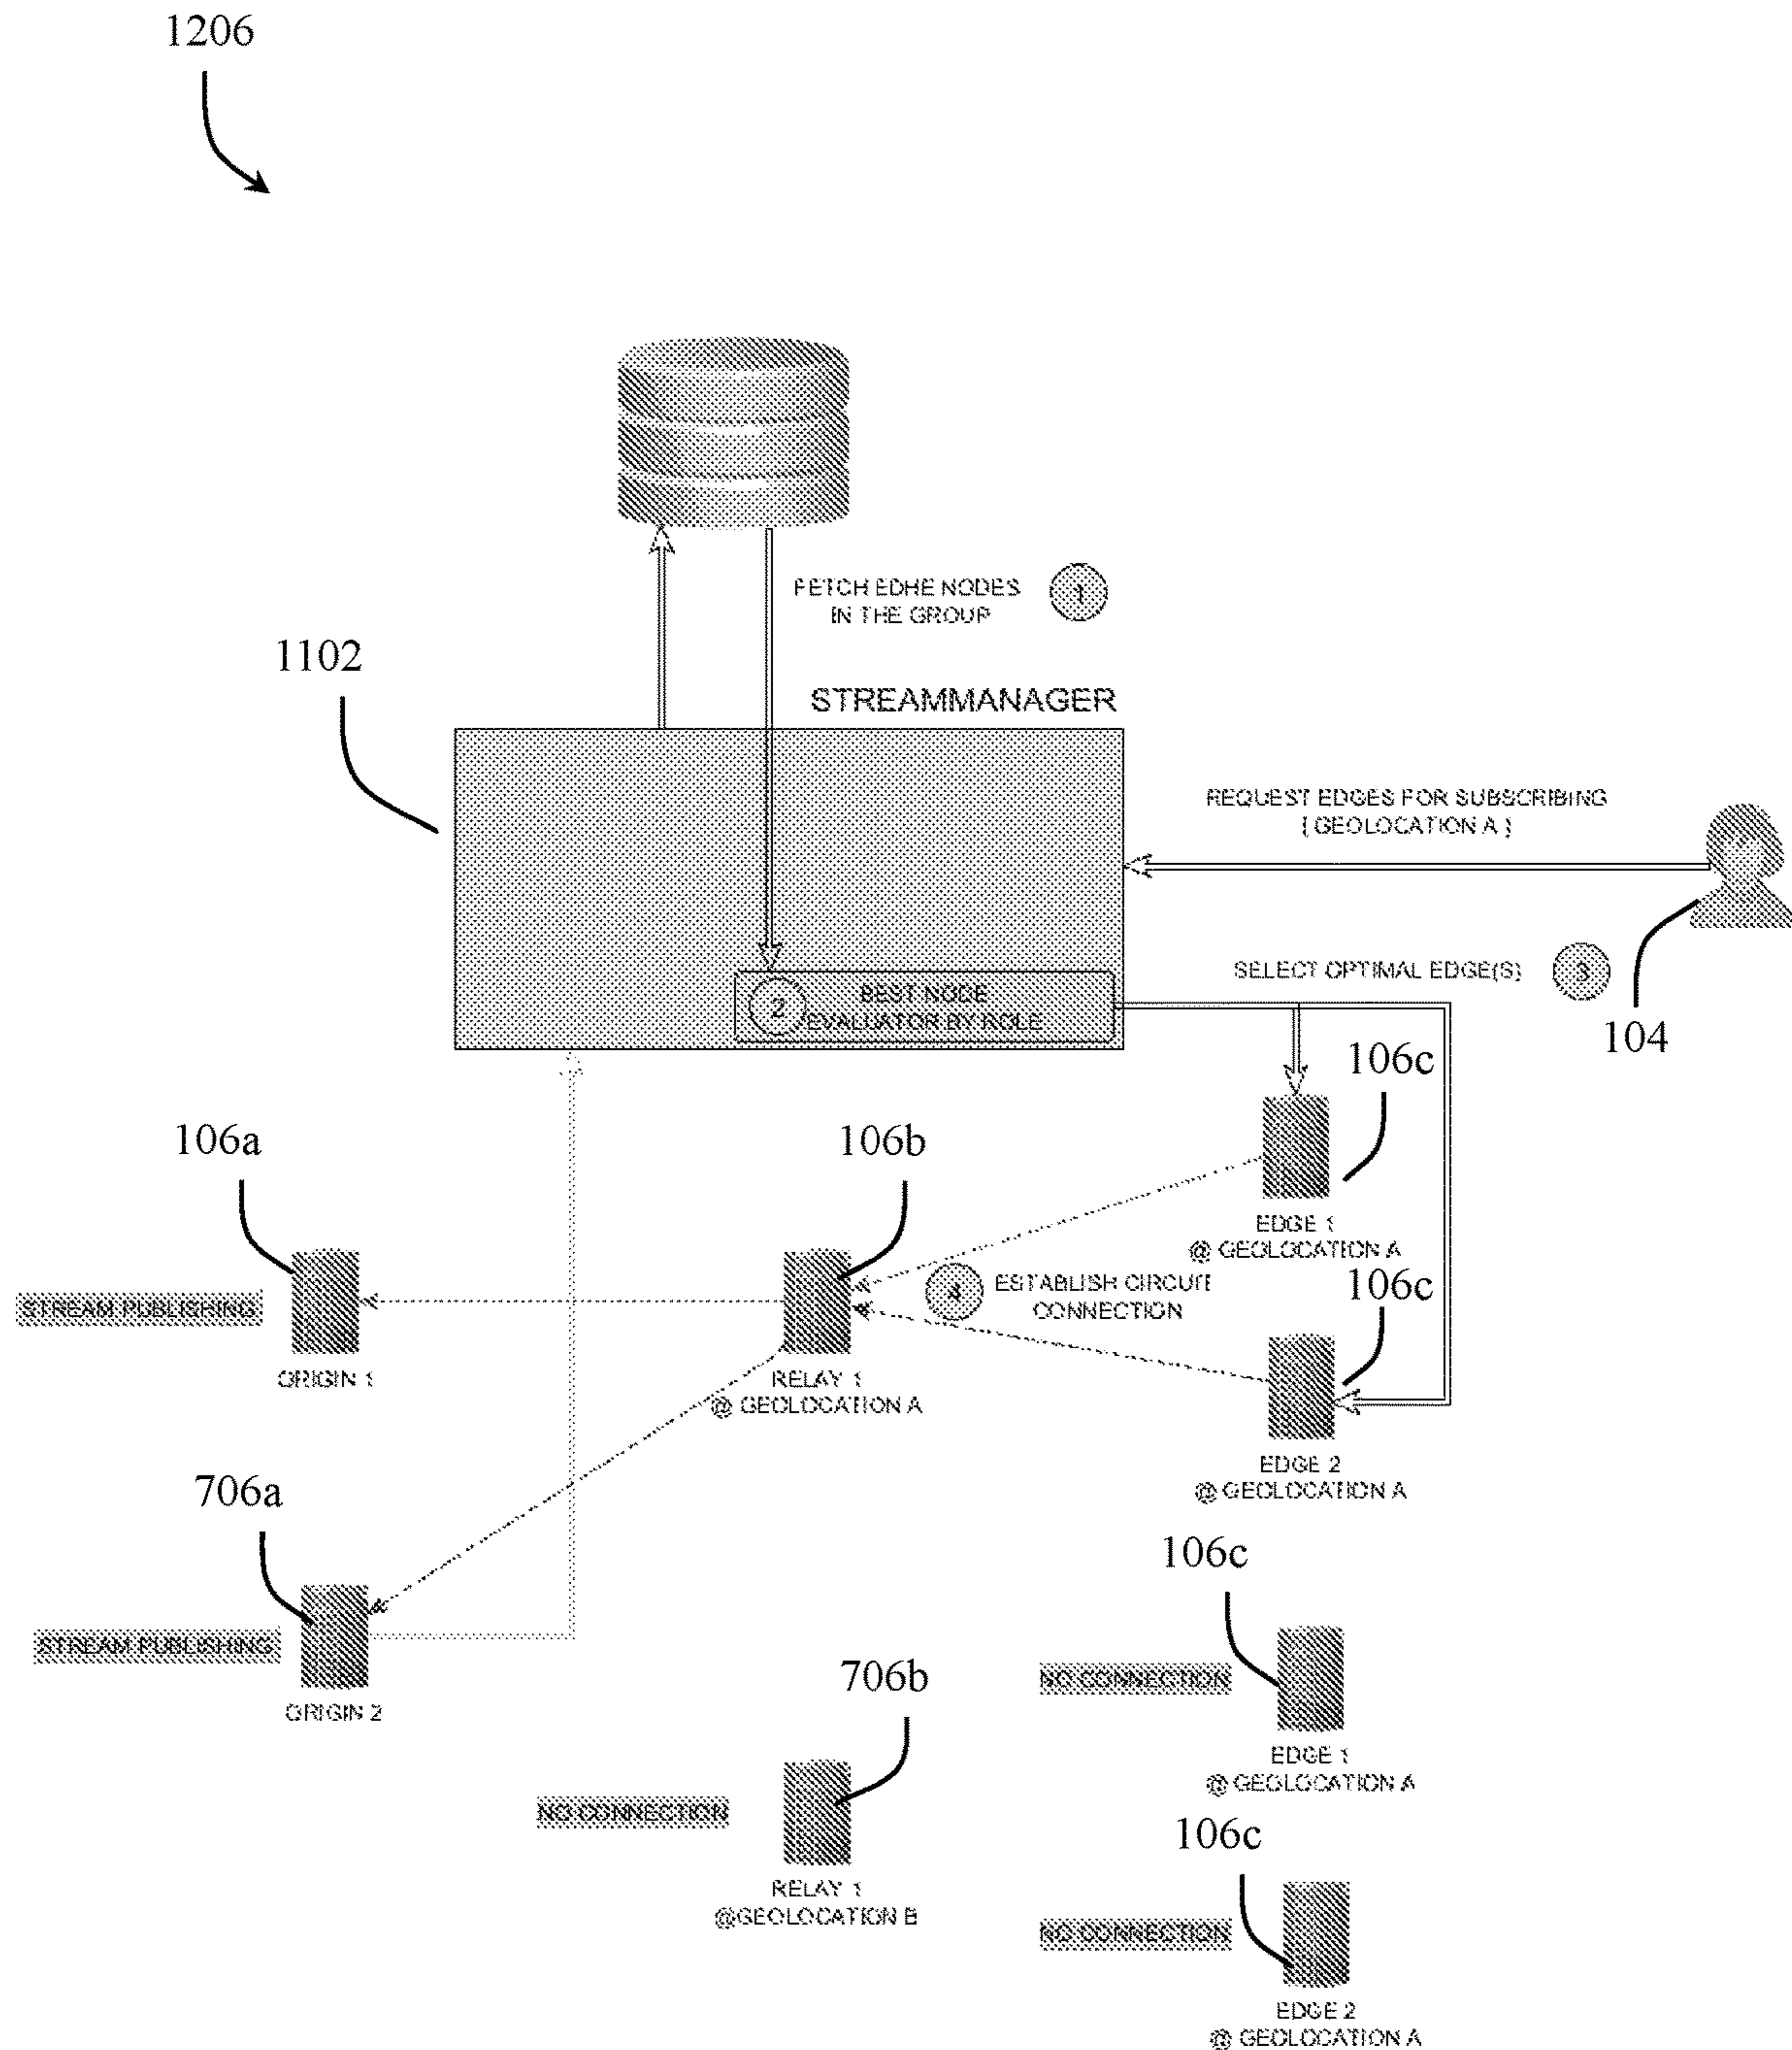 1206
FETCH EDHE NODES
IN THE GROUP
1
1102
STREAMMANAGER
REQUEST EDGES FOR SUBSCRIBING
{ GEOLOCATION A }
SELECT OPTIMAL EDGE(S)
3
2
BEST NODE
EVALUATOR BY ROLE
104
106c
106a
106b
EDGE 1
@ GEOLOCATION A
4
ESTABLISH CIRCUIT
CONNECTION
106c
STREAM PUBLISHING
ORIGIN 1
RELAY 1
@ GEOLOCATION A
EDGE 2
@ GEOLOCATION A
706a
106c
STREAM PUBLISHING
ORIGIN 2
706b
NO CONNECTION
EDGE 1
@ GEOLOCATION A
NO CONNECTION
106c
RELAY 1
@GEOLOCATION B
NO CONNECTION
EDGE 2
@ GEOLOCATION A